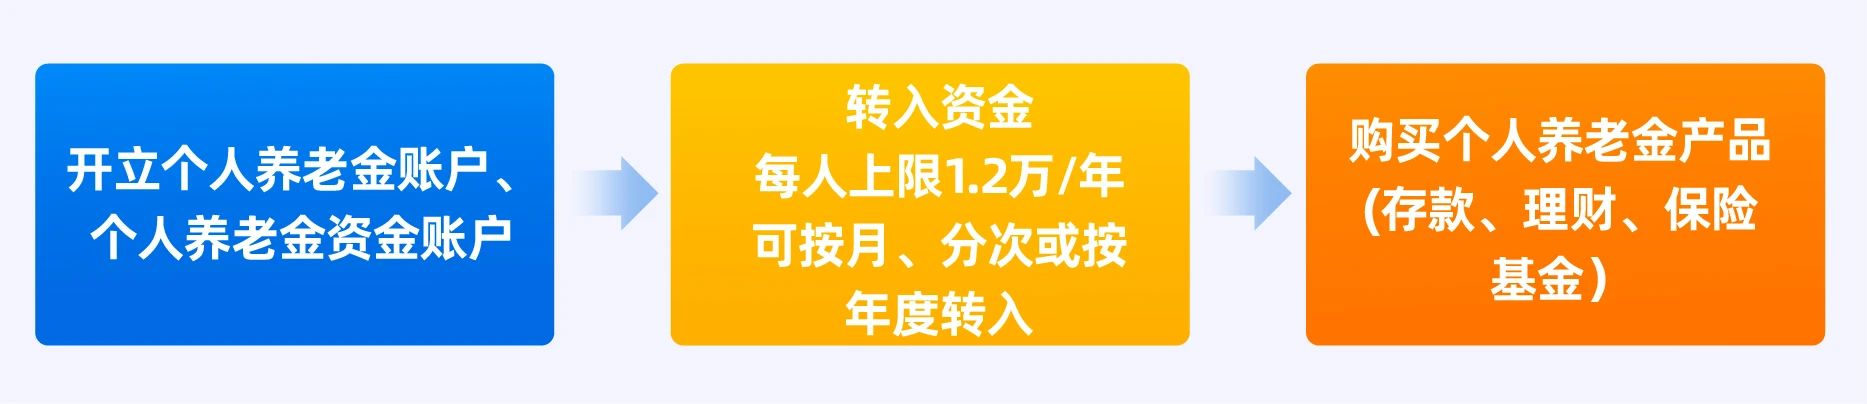 开立个人养老金账户、
个人养老金资金账户
转入资金
每人上限1.2万/年
可按月、分次或按
年度转入
购买个人养老金产品
(存款、理财、保险
基金)